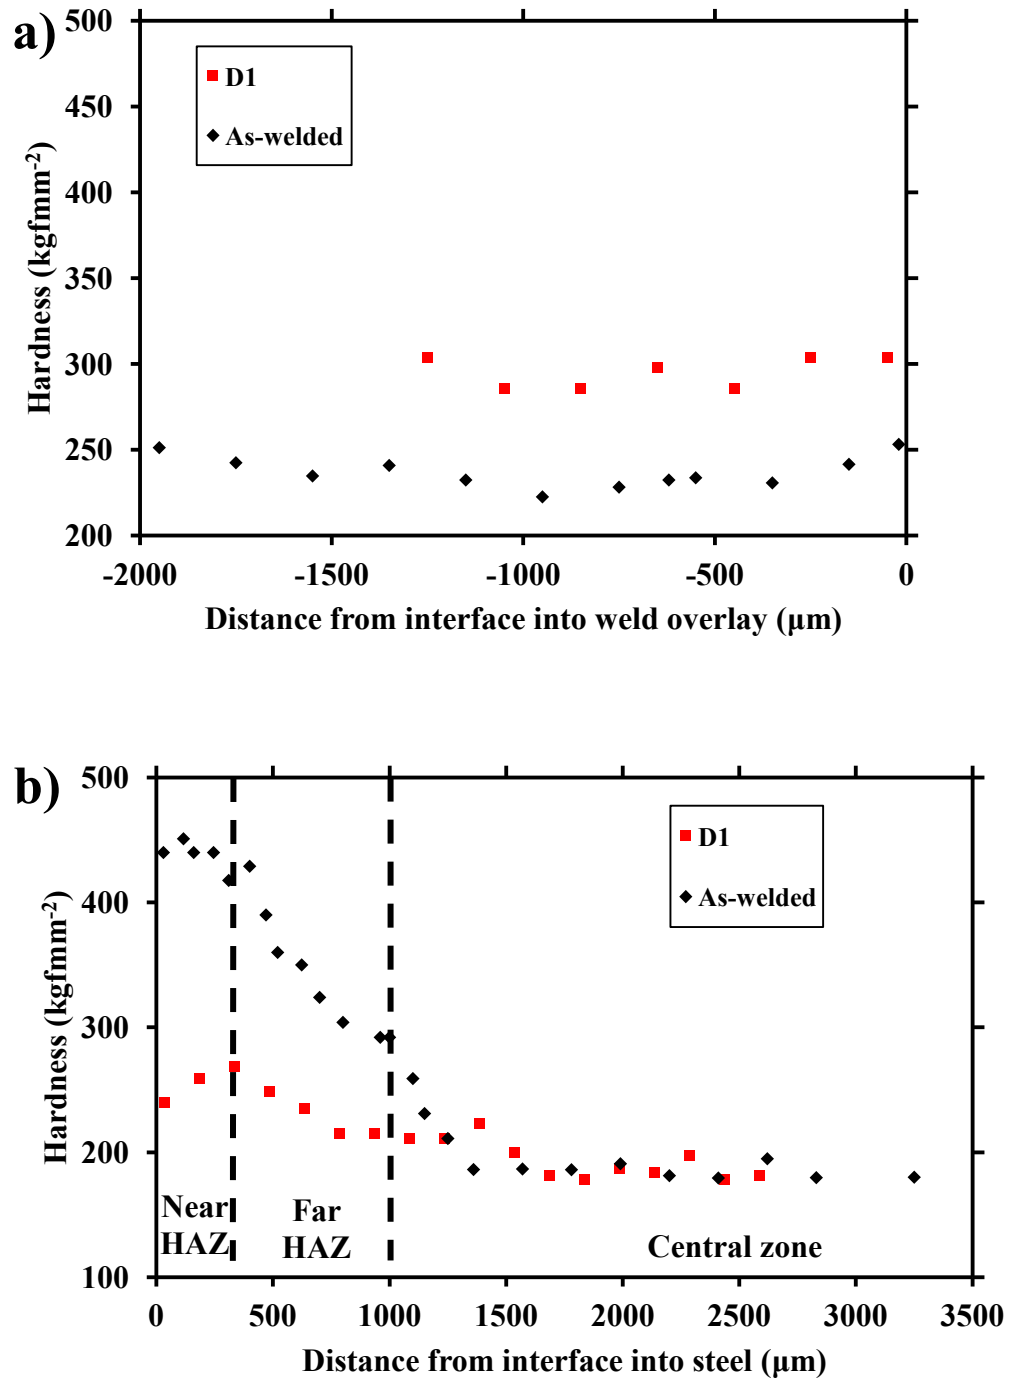 a)
500
450
400
350
300
250
200
Hardness (kgfmm-2)
D1
As-welded
-2000 -1500 -1000 -500 0
Distance from interface into weld overlay (µm)
b)
500
400
300
200
100
Hardness (kgfmm-2)
D1
As-welded
Near
HAZ
Far
HAZ
Central zone
0 500 1000 1500 2000 2500 3000 3500
Distance from interface into steel (µm)